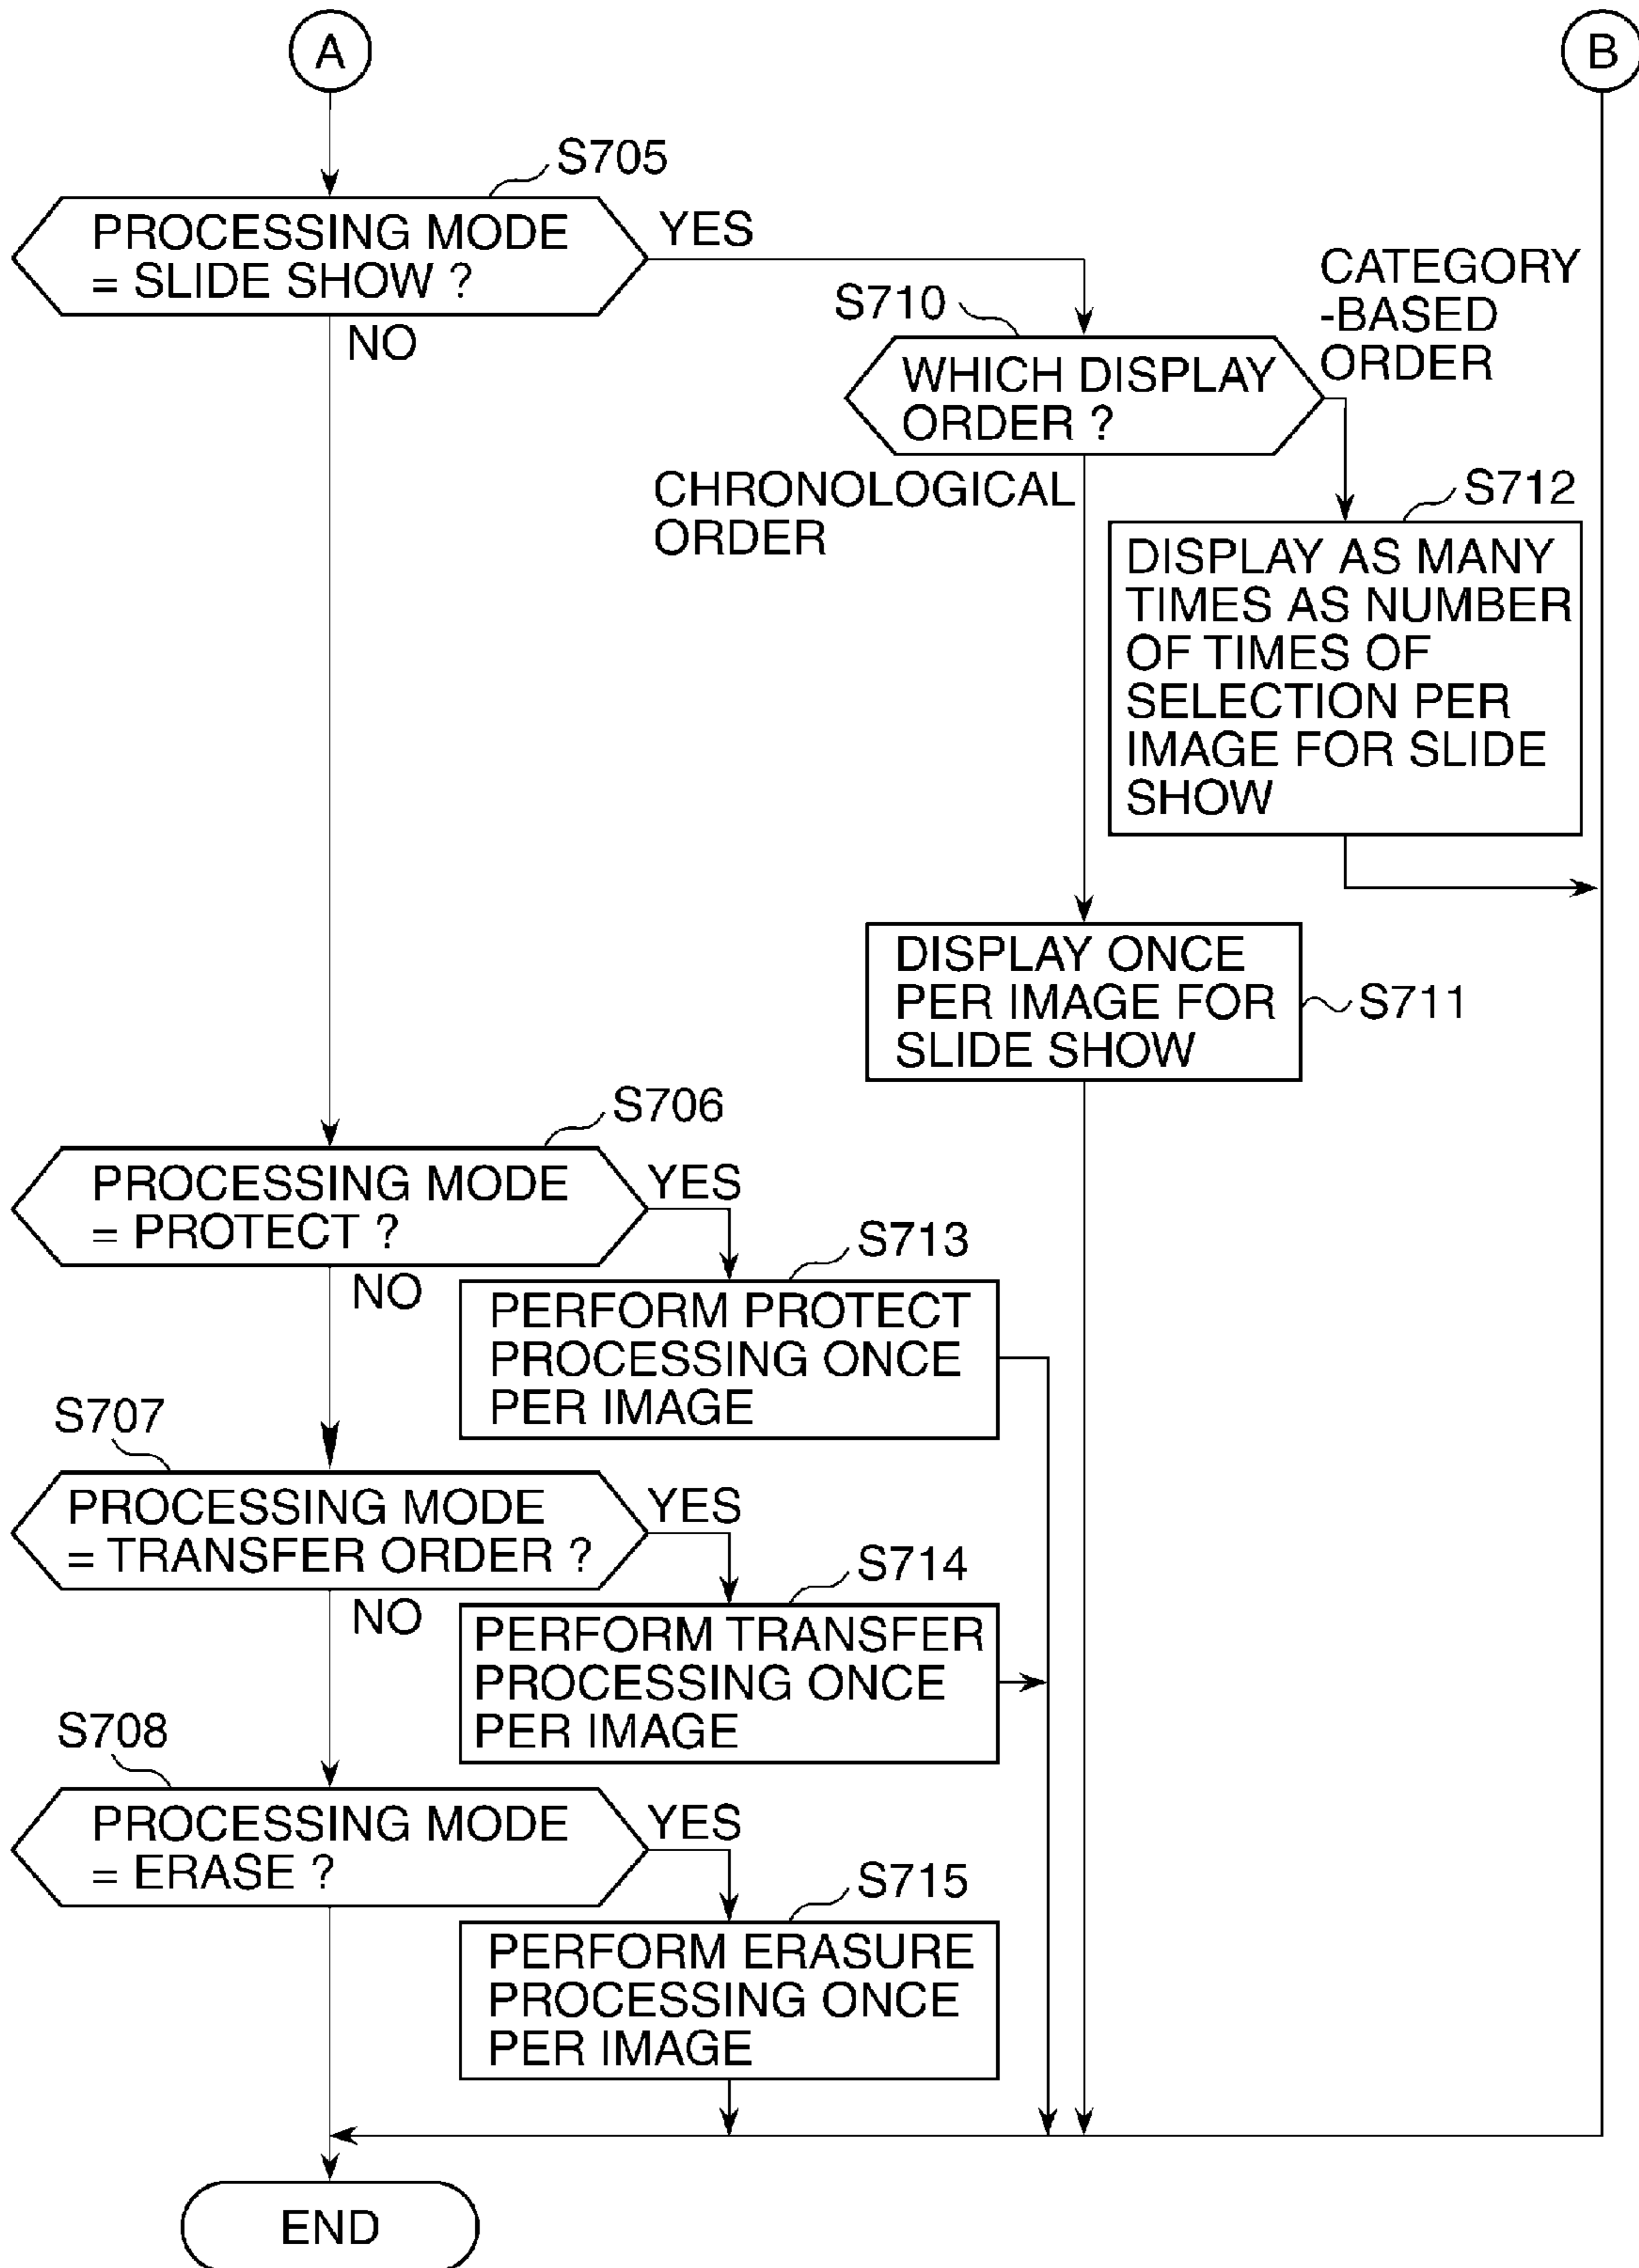 A
B
S705
PROCESSING MODE
= SLIDE SHOW ?
YES
NO
S710
WHICH DISPLAY
ORDER ?
CATEGORY
-BASED
ORDER
CHRONOLOGICAL
ORDER
S712
DISPLAY AS MANY
TIMES AS NUMBER
OF TIMES OF
SELECTION PER
IMAGE FOR SLIDE
SHOW
DISPLAY ONCE
PER IMAGE FOR
SLIDE SHOW
S711
S706
PROCESSING MODE
= PROTECT ?
YES
NO
S713
PERFORM PROTECT
PROCESSING ONCE
PER IMAGE
S707
PROCESSING MODE
= TRANSFER ORDER ?
YES
NO
S714
PERFORM TRANSFER
PROCESSING ONCE
PER IMAGE
S708
PROCESSING MODE
= ERASE ?
YES
S715
PERFORM ERASURE
PROCESSING ONCE
PER IMAGE
END